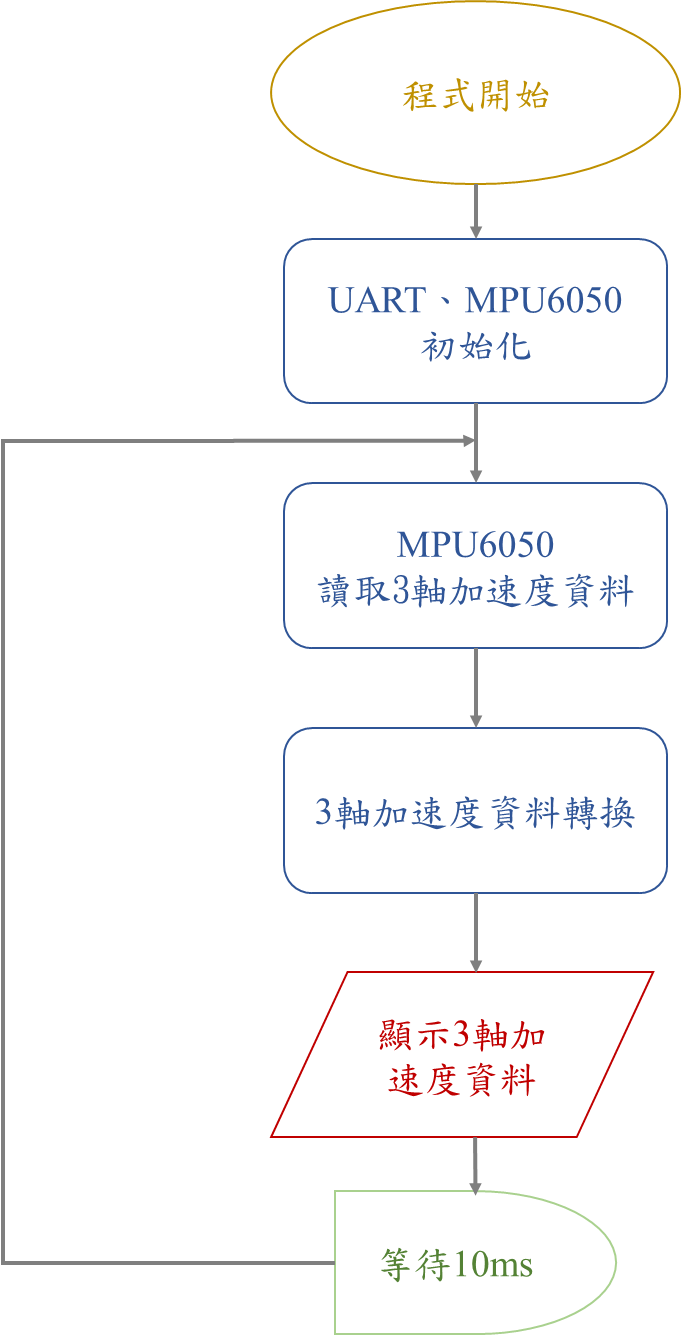 程式開始
UART、MPU6050
初始化
MPU6050
讀取3軸加速度資料
3軸加速度資料轉換
顯示3軸加
速度資料
等待10ms